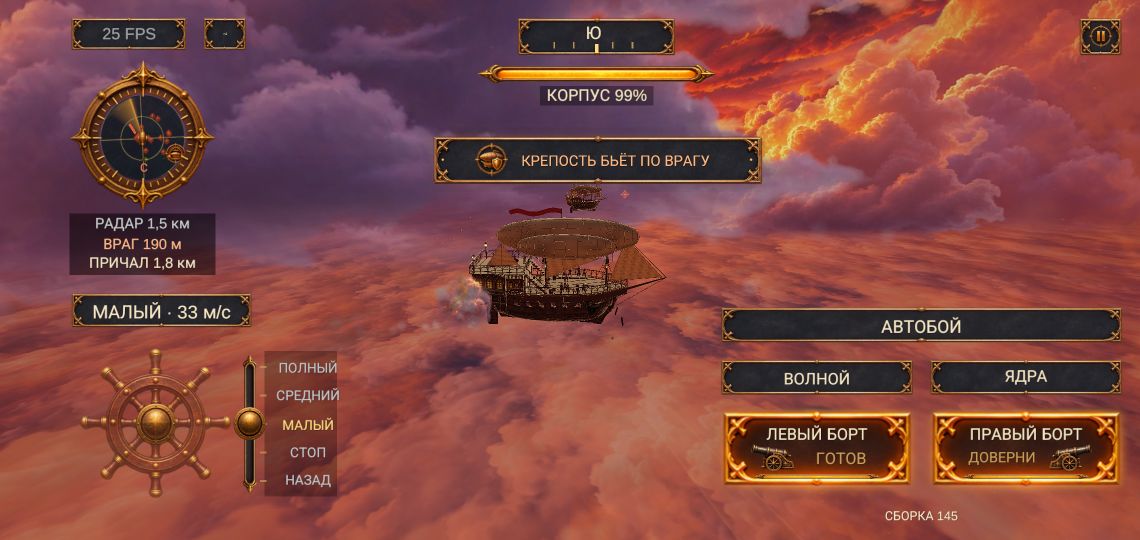 25 FPS
Ю
КОРПУС 99%
КРЕПОСТЬ БЬЁТ ПО ВРАГУ
С
РАДАР 1,5 км
ВРАГ 190 м
ПРИЧАЛ 1,8 км
МАЛЫЙ · 33 м/с
ПОЛНЫЙ
СРЕДНИЙ
МАЛЫЙ
СТОП
НАЗАД
АВТОБОЙ
ВОЛНОЙ
ЯДРА
ЛЕВЫЙ БОРТ
ГОТОВ
ПРАВЫЙ БОРТ
ДОВЕРНИ
СБОРКА 145